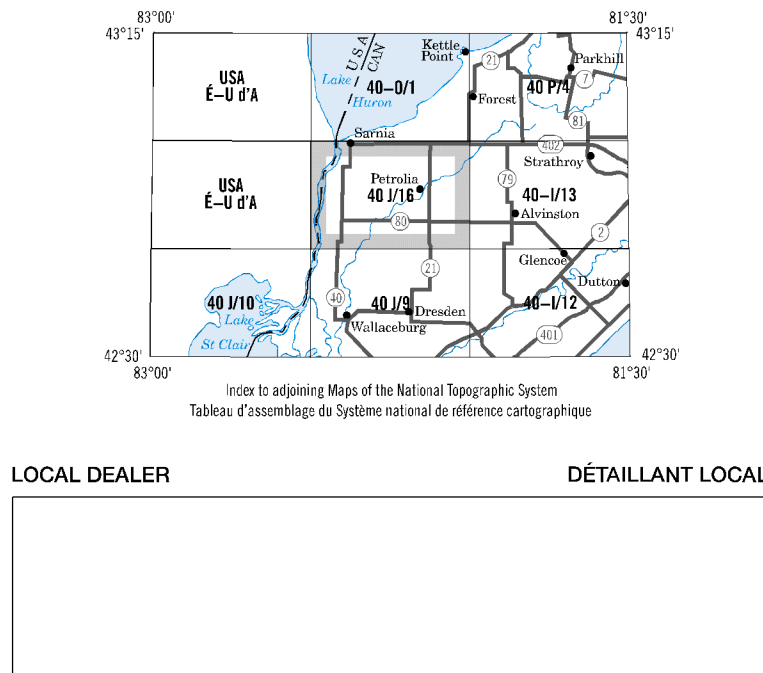 83°00'
81°30'
43°15'
43°15'
USA
É–U d'A
U S A
CAN
Lake
Huron
40–O/1
Kettle
Point
21
Parkhill
7
40 P/4
Forest
81
Sarnia
402
Strathroy
USA
É–U d'A
Petrolia
40 J/16
79
40–I/13
Alvinston
80
2
Glencoe
21
Dutton
40 J/10
Lake
St Clair
40
40 J/9
Dresden
Wallaceburg
40–I/12
401
42°30'
42°30'
83°00'
81°30'
Index to adjoining Maps of the National Topographic System
Tableau d'assemblage du Système national de référence cartographique
LOCAL DEALER
DÉTAILLANT LOCAL